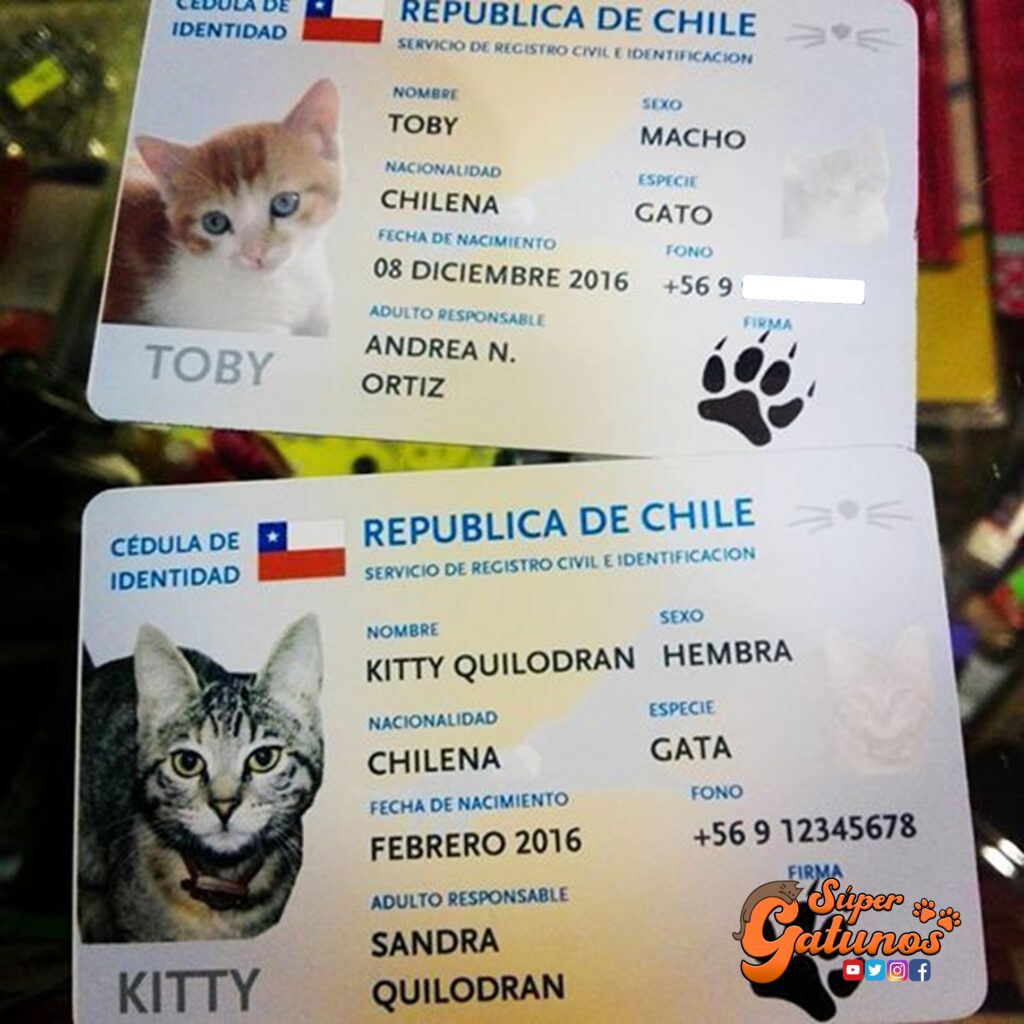 CÉDULA DE
IDENTIDAD
REPUBLICA DE CHILE
SERVICIO DE REGISTRO CIVIL E IDENTIFICACION
NOMBRE
TOBY
SEXO
MACHO
NACIONALIDAD
CHILENA
ESPECIE
GATO
FECHA DE NACIMIENTO
08 DICIEMBRE 2016
FONO
+56 9
ADULTO RESPONSABLE
ANDREA N.
ORTIZ
FIRMA
TOBY
CÉDULA DE
IDENTIDAD
REPUBLICA DE CHILE
SERVICIO DE REGISTRO CIVIL E IDENTIFICACION
NOMBRE
KITTY QUILODRAN
SEXO
HEMBRA
NACIONALIDAD
CHILENA
ESPECIE
GATA
FECHA DE NACIMIENTO
FEBRERO 2016
FONO
+56 9 12345678
ADULTO RESPONSABLE
SANDRA
QUILODRAN
FIRMA
KITTY
Súper
Gatunos